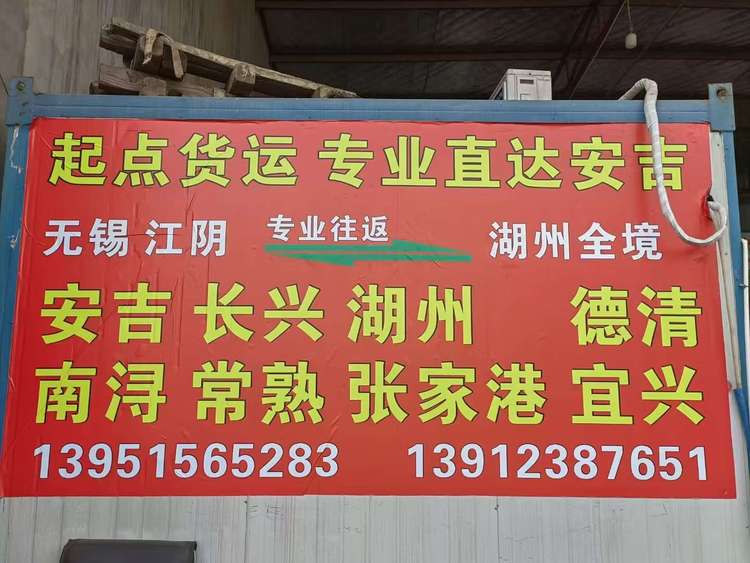 起点货运 专业直达安吉
无锡 江阴 专业往返 湖州全境
安吉 长兴 湖州 德清
南浔 常熟 张家港 宜兴
13951565283 13912387651